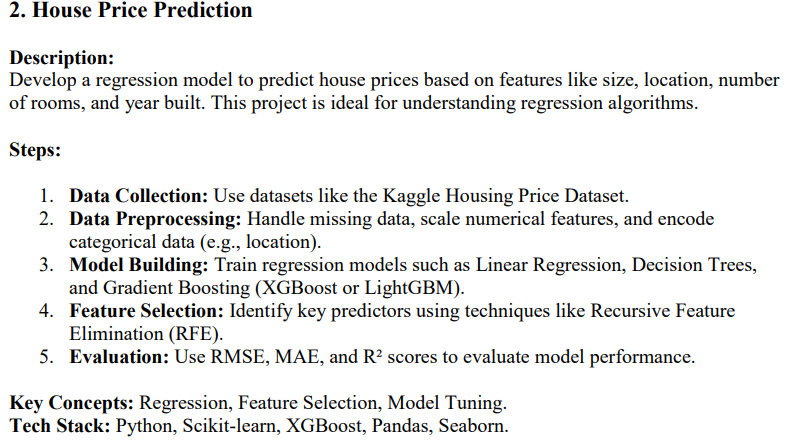 2. House Price Prediction
Description:
Develop a regression model to predict house prices based on features like size, location, number
of rooms, and year built. This project is ideal for understanding regression algorithms.
Steps:
1. Data Collection: Use datasets like the Kaggle Housing Price Dataset.
2. Data Preprocessing: Handle missing data, scale numerical features, and encode
categorical data (e.g., location).
3. Model Building: Train regression models such as Linear Regression, Decision Trees,
and Gradient Boosting (XGBoost or LightGBM).
4. Feature Selection: Identify key predictors using techniques like Recursive Feature
Elimination (RFE).
5. Evaluation: Use RMSE, MAE, and R² scores to evaluate model performance.
Key Concepts: Regression, Feature Selection, Model Tuning.
Tech Stack: Python, Scikit-learn, XGBoost, Pandas, Seaborn.